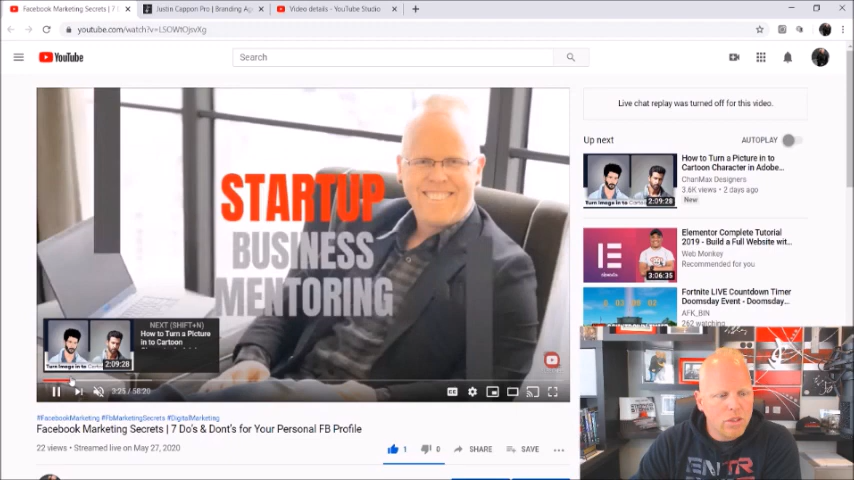 Facebook Marketing Secrets | 7
Justin Cappon Pro | Branding Ag
Video details - YouTube Studio
youtube.com/watch?v=LSOWtOjsvXg
YouTube
Search
STARTUP
BUSINESS
MENTORING
NEXT (SHIFT+N)
How to Turn a Picture
in to Cartoon
2:09:28
3:25 / 58:20
#FacebookMarketing #FbMarketingSecrets #DigitalMarketing
Facebook Marketing Secrets | 7 Do's & Dont's for Your Personal FB Profile
22 views • Streamed live on May 27, 2020
1
0
SHARE
SAVE
Live chat replay was turned off for this video.
Up next
AUTOPLAY
How to Turn a Picture in to
Cartoon Character in Adobe...
ChanMax Designers
3.6K views • 2 days ago
New
2:09:28
Elementor Complete Tutorial
2019 - Build a Full Website wit...
Web Monkey
Recommended for you
3:06:35
Fortnite LIVE Countdown Timer
Doomsday Event - Doomsday...
AFK_BIN
262 watching